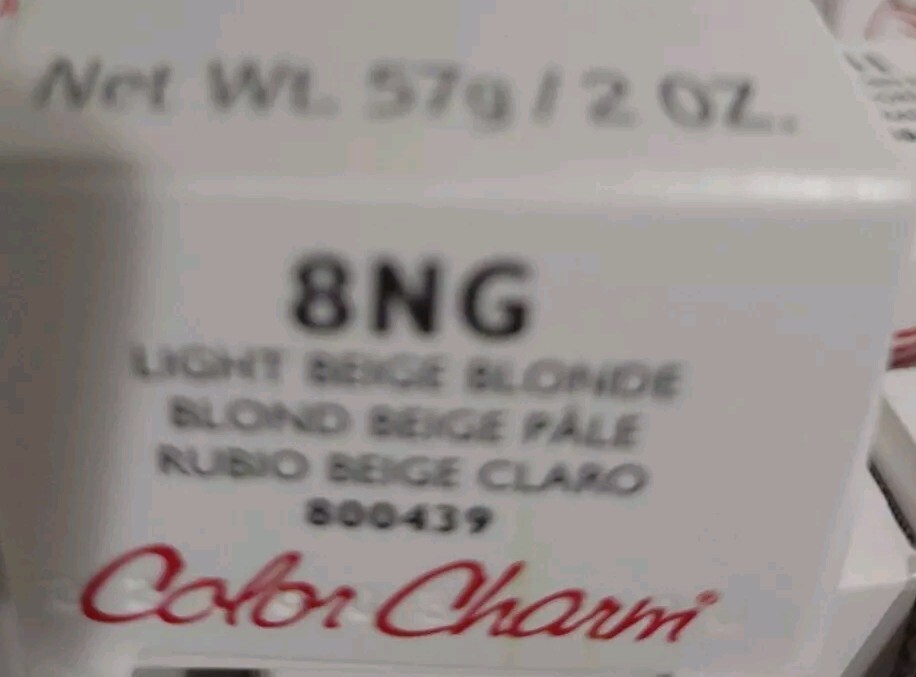 Net Wt. 57g / 2 OZ.
8NG
LIGHT BEIGE BLONDE
BLOND BEIGE PÂLE
RUBIO BEIGE CLARO
800439
Color Charm